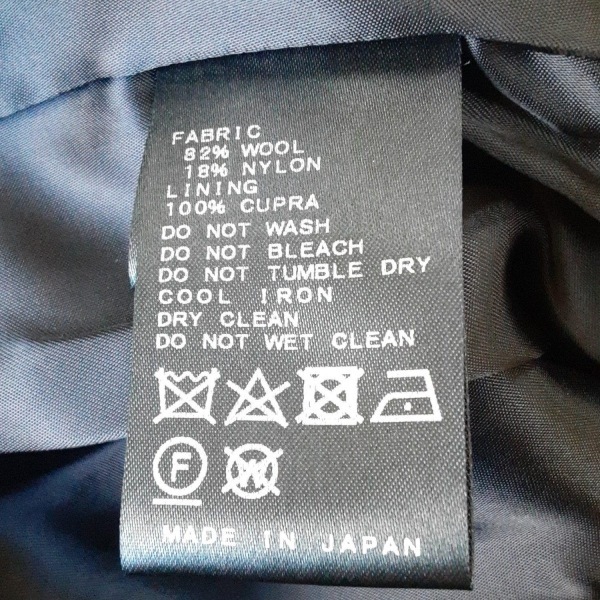 FABRIC
82% WOOL
18% NYLON
LINING
100% CUPRA
DO NOT WASH
DO NOT BLEACH
DO NOT TUMBLE DRY
COOL IRON
DRY CLEAN
DO NOT WET CLEAN
F W
MADE IN JAPAN